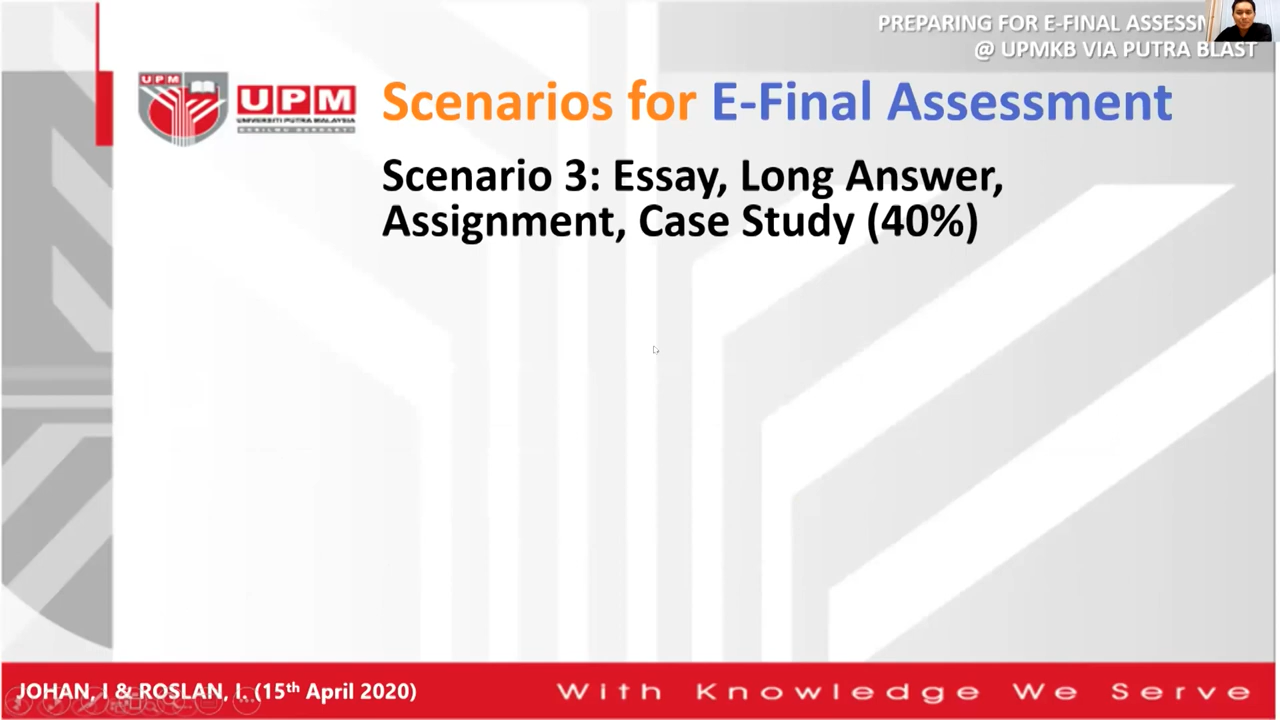 PREPARING FOR E-FINAL ASSESSM
@ UPMKB VIA PUTRA BLAST
UPM
UPM
UNIVERSITI PUTRA MALAYSIA
BERILMU BERBAKTI
Scenarios for E-Final Assessment
Scenario 3: Essay, Long Answer,
Assignment, Case Study (40%)
JOHAN, I & ROSLAN, I. (15th April 2020)
With Knowledge We Serve